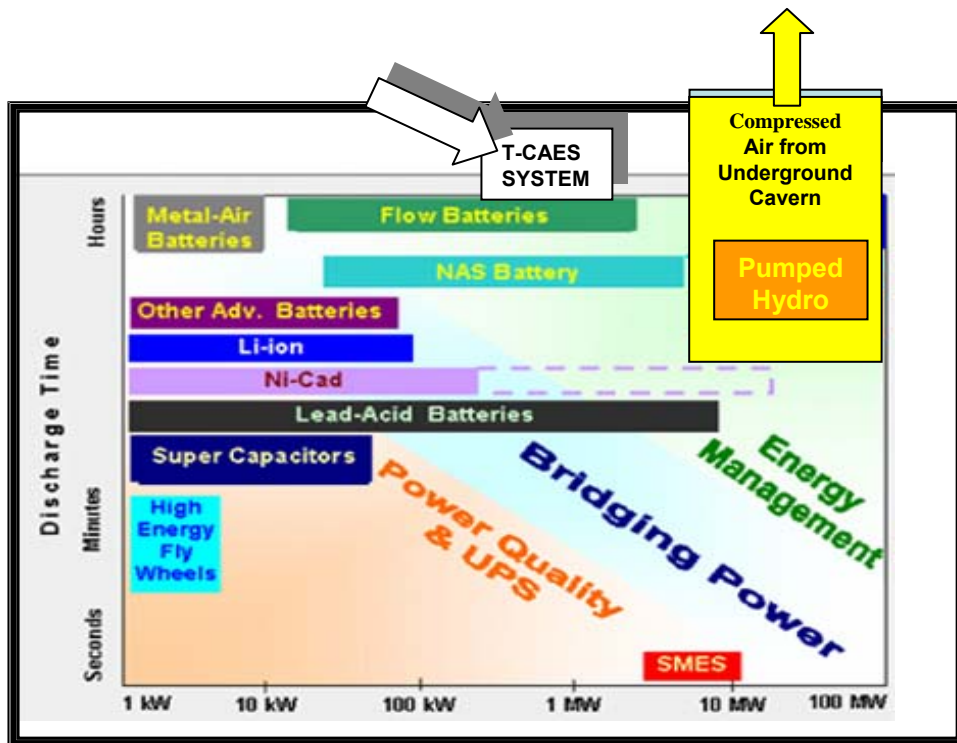 Compressed
Air from
Underground
Cavern
T-CAES
SYSTEM
Hours
Metal-Air
Batteries
Flow Batteries
NAS Battery
Pumped
Hydro
Other Adv. Batteries
Li-ion
Ni-Cad
Lead-Acid Batteries
Super Capacitors
Discharge Time
Minutes
High
Energy
Fly
Wheels
Power Quality
& UPS
Bridging Power
Energy
Management
Seconds
SMES
1 kW 10 kW 100 kW 1 MW 10 MW 100 MW